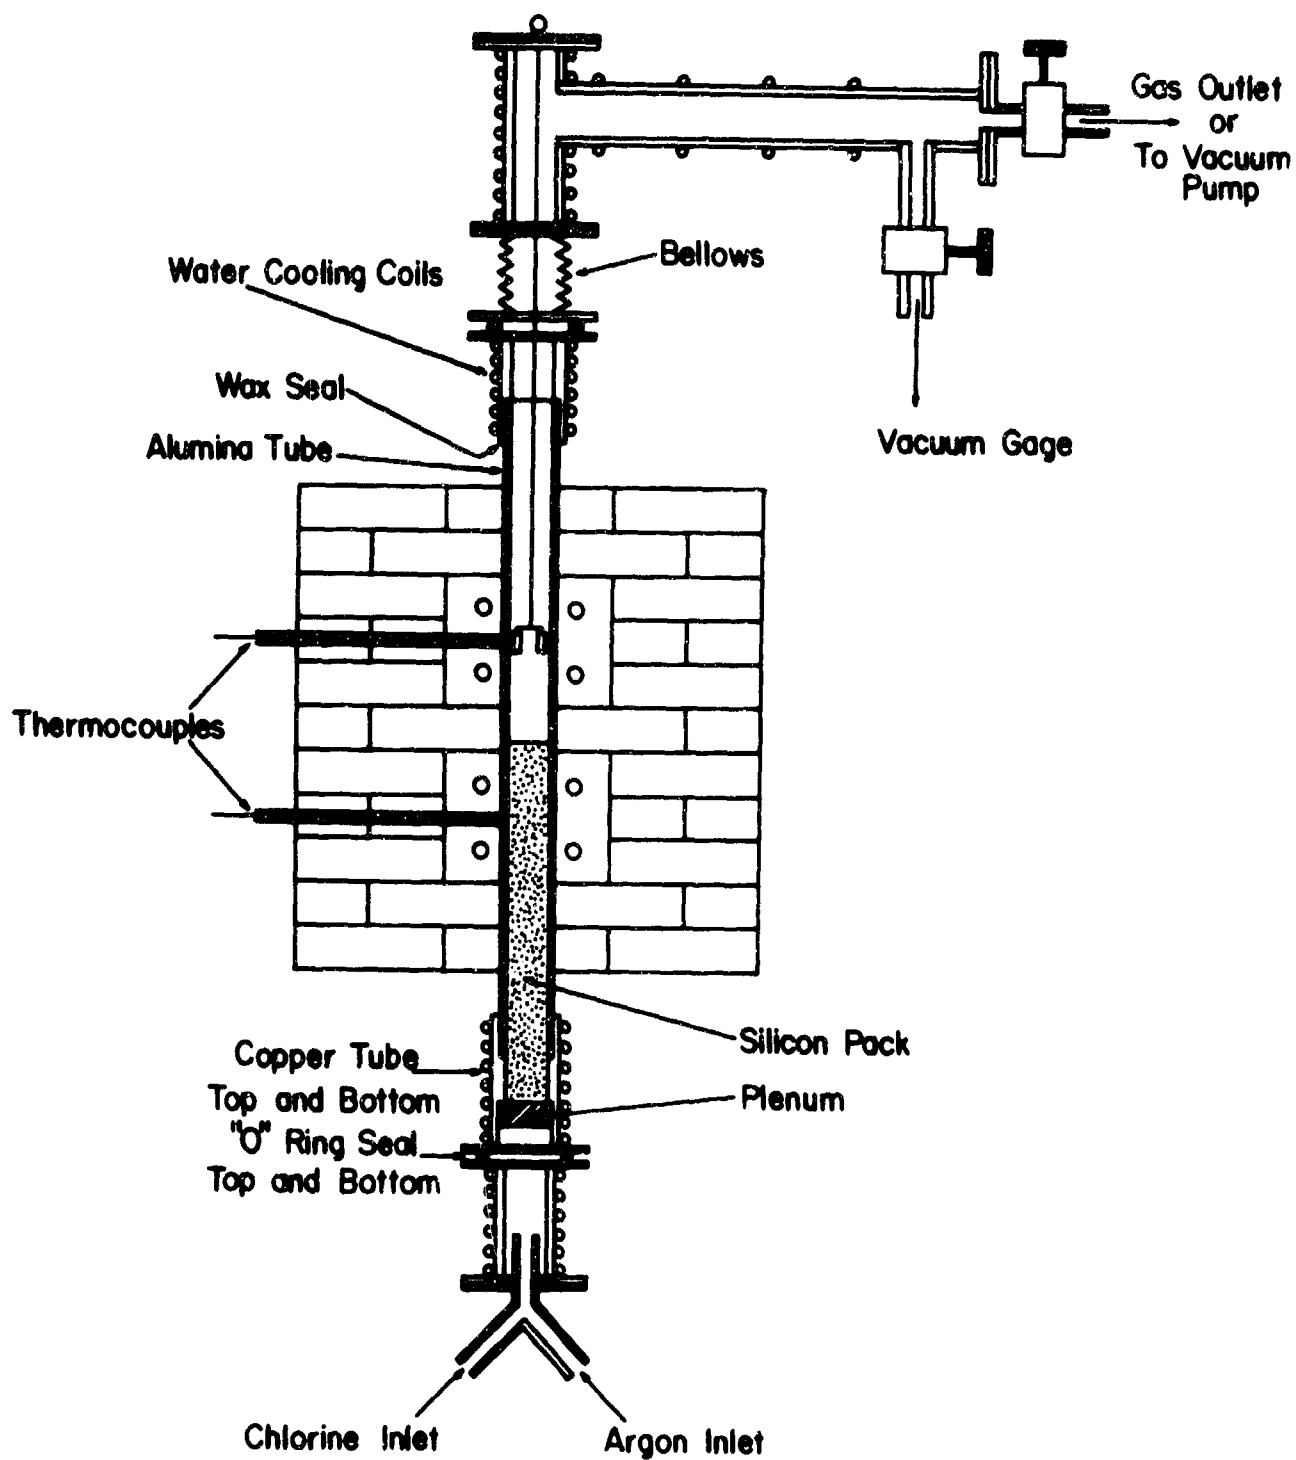 Gas Outlet
or
To Vacuum
Pump
Bellows
Water Cooling Coils
Wax Seal
Alumina Tube
Vacuum Gage
Thermocouples
Silicon Pack
Copper Tube
Top and Bottom
Plenum
"O" Ring Seal
Top and Bottom
Chlorine Inlet
Argon Inlet